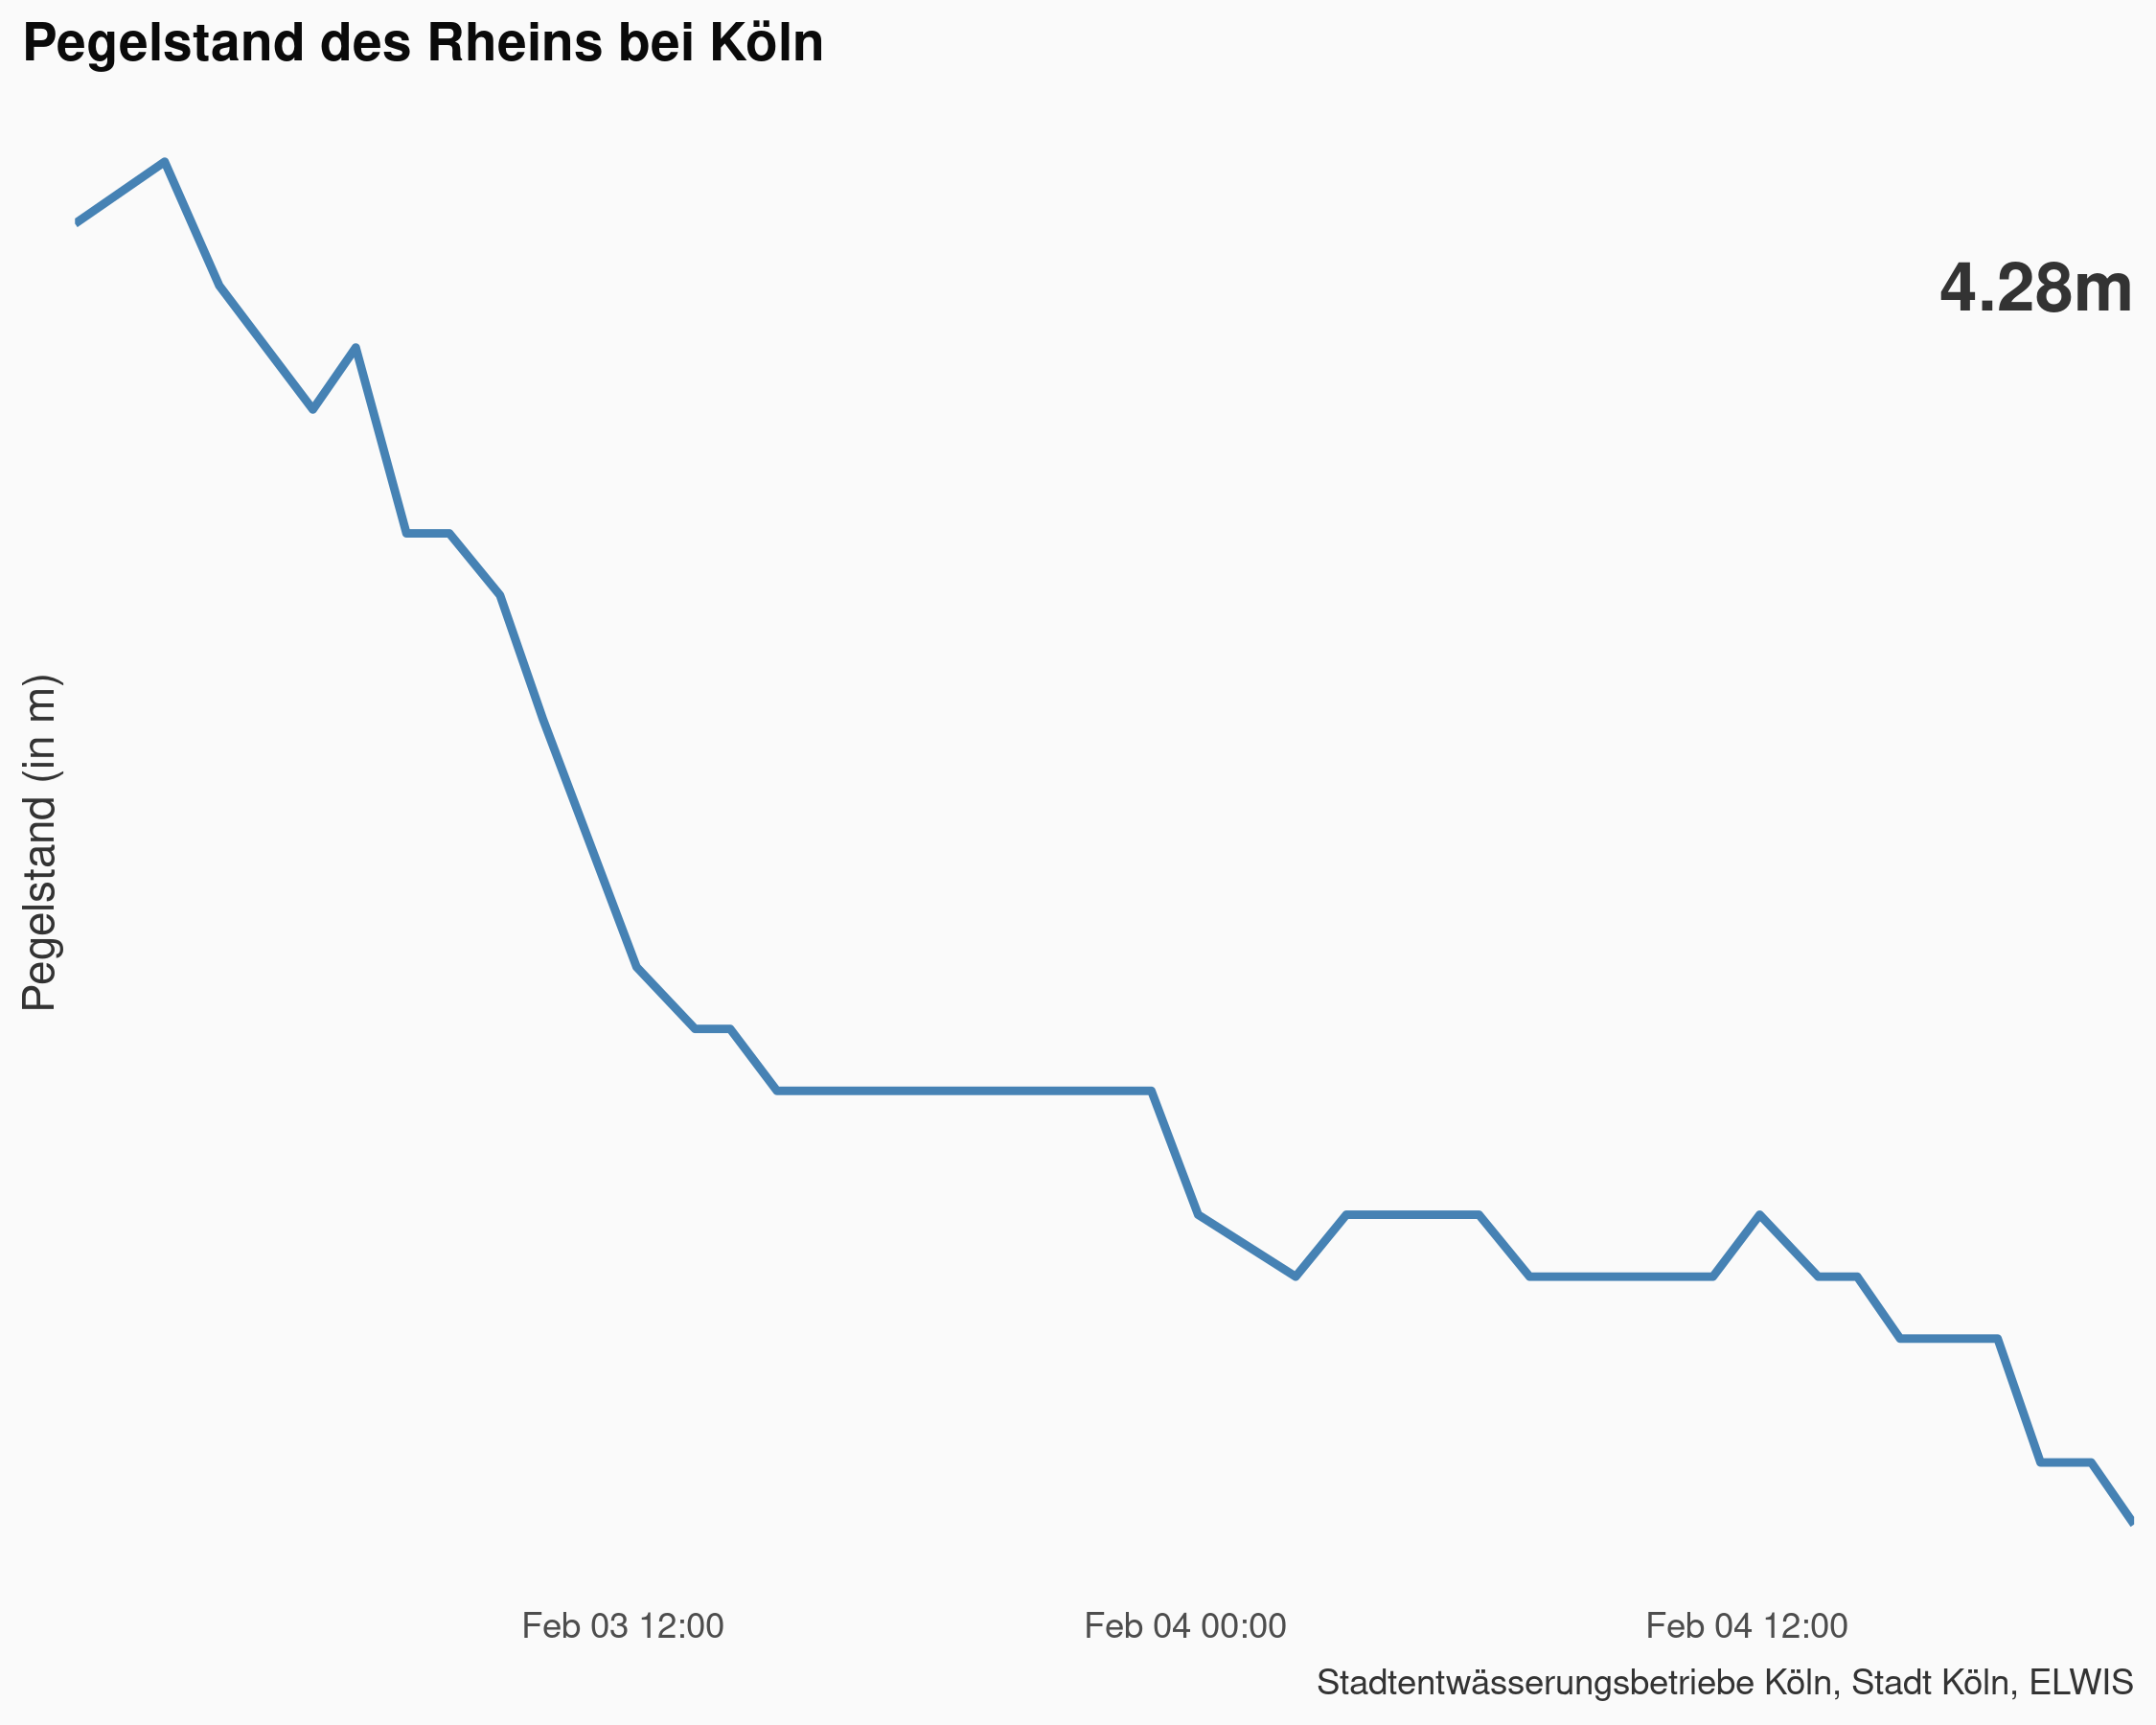 Pegelstand des Rheins bei Köln
4.28m
Pegelstand (in m)
Feb 03 12:00
Feb 04 00:00
Feb 04 12:00
Stadtentwässerungsbetriebe Köln, Stadt Köln, ELWIS